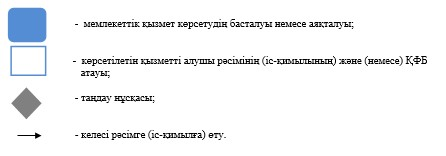 - мемлекеттік қызмет көрсетудің басталуы немесе аяқталуы;
- көрсетілетін қызметті алушы рәсімінің (іс-қимылының) және (немесе) ҚФБ
атауы;
- таңдау нұсқасы;
- келесі рәсімге (іс-қимылға) өту.